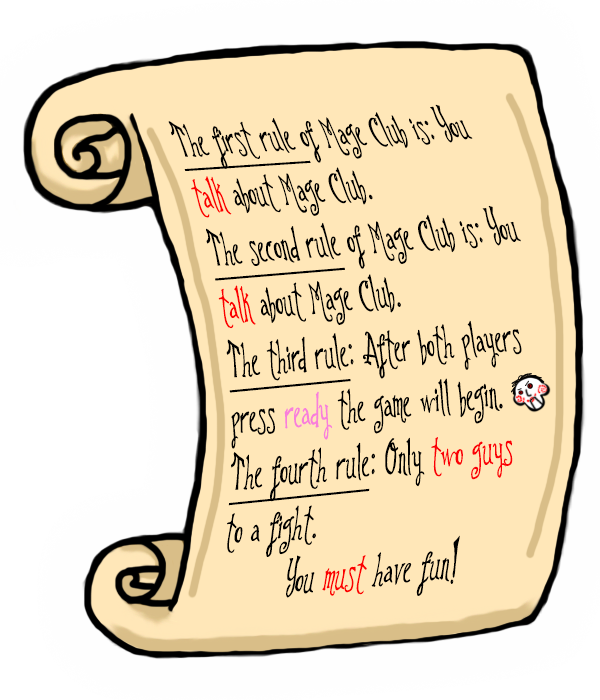 The first rule of Mage Club is: You
talk about Mage Club.
The second rule of Mage Club is: You
talk about Mage Club.
The third rule: After both players
press ready the game will begin.
The fourth rule: Only two guys
to a fight.
You must have fun!